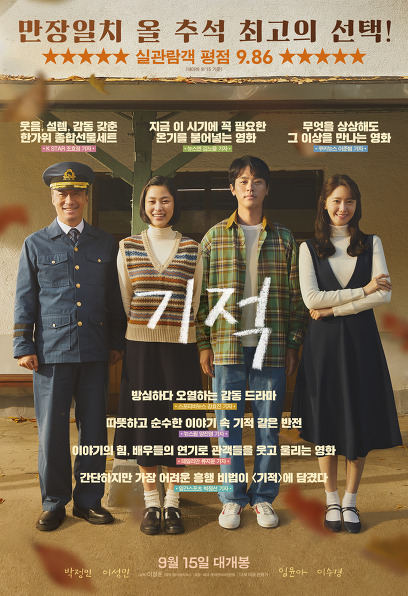 만장일치 올 추석 최고의 선택!
★★★★★ 실관람객 평점 9.86 ★★★★★
웃음, 설렘, 감동 갖춘
한가위 종합선물세트
지금 이 시기에 꼭 필요한
온기를 불어넣는 영화
무엇을 상상해도
그 이상을 만나는 영화
기적
방심하다 오열하는 감동 드라마
따뜻하고 순수한 이야기 속 기적 같은 반전
이야기의 힘, 배우들의 연기로 관객들을 웃고 울리는 영화
간단하지만 가장 어려운 흥행 비법이 <기적>에 담겼다
9월 15일 대개봉
박정민 이성민 임윤아 이수경